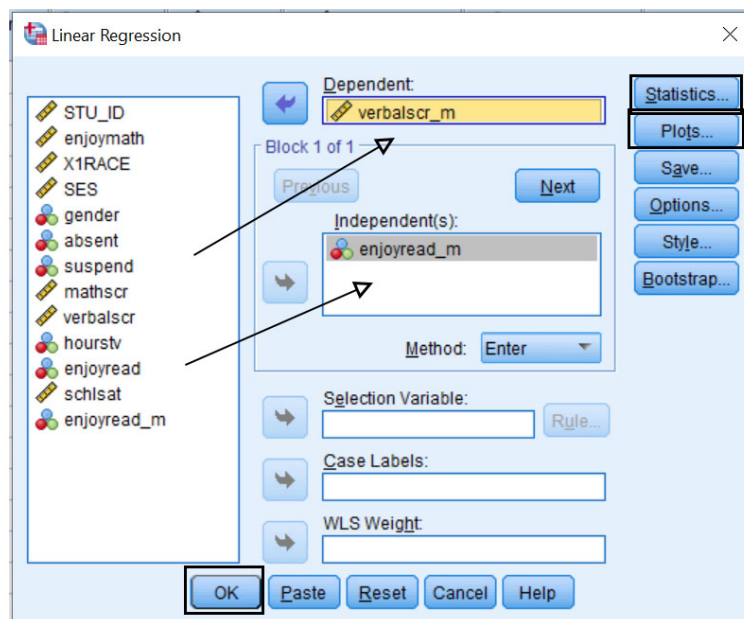 Linear Regression
STU_ID
enjoymath
X1RACE
SES
gender
absent
suspend
mathscr
verbalscr
hourstv
enjoyread
schlsat
enjoyread_m
Dependent:
verbalscr_m
Block 1 of 1
Previous
Next
Independent(s):
enjoyread_m
Method: Enter
Selection Variable:
Rule...
Case Labels:
WLS Weight:
Statistics...
Plots...
Save...
Options...
Style...
Bootstrap...
OK Paste Reset Cancel Help